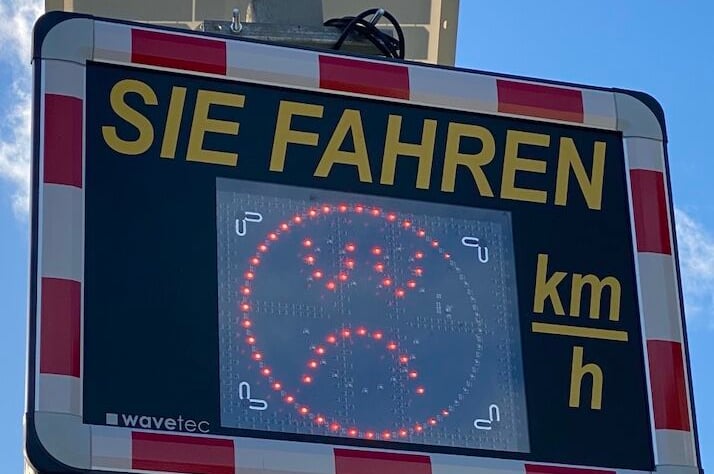 SIE FAHREN
km
h
wavetec